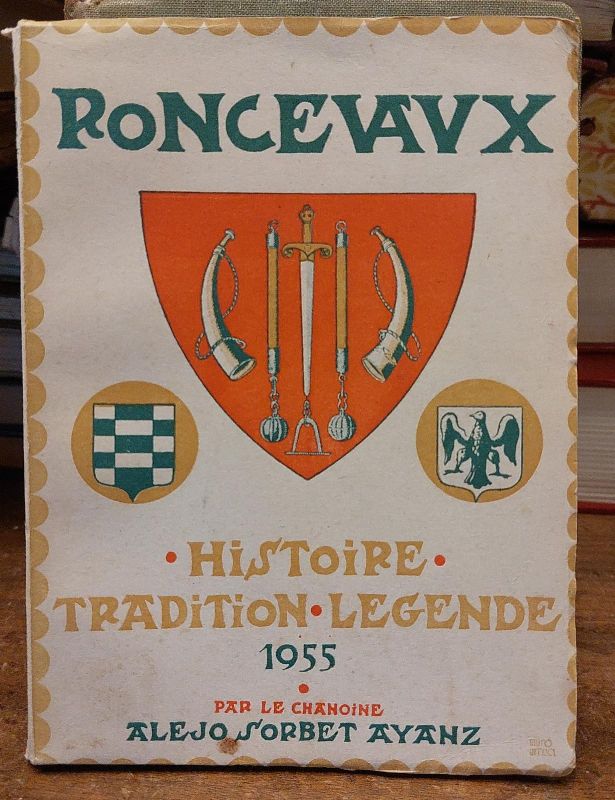 RONCEVAUX
• HiSTOiRE •
TRADiTiON • LEGENDE
1955
•
PAR LE CHANOiNE
ALEJO SORBET AYANZ